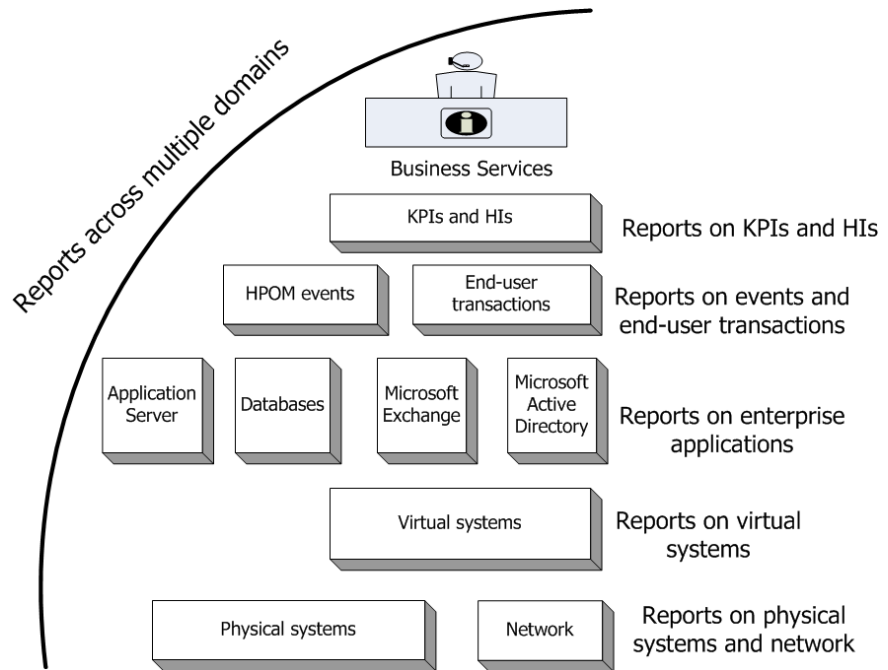 Reports across multiple domains
Business Services
KPIs and HIs
Reports on KPIs and HIs
HPOM events
End-user
transactions
Reports on events and
end-user transactions
Application
Server
Databases
Microsoft
Exchange
Microsoft
Active
Directory
Reports on enterprise
applications
Virtual systems
Reports on virtual
systems
Physical systems
Network
Reports on physical
systems and network